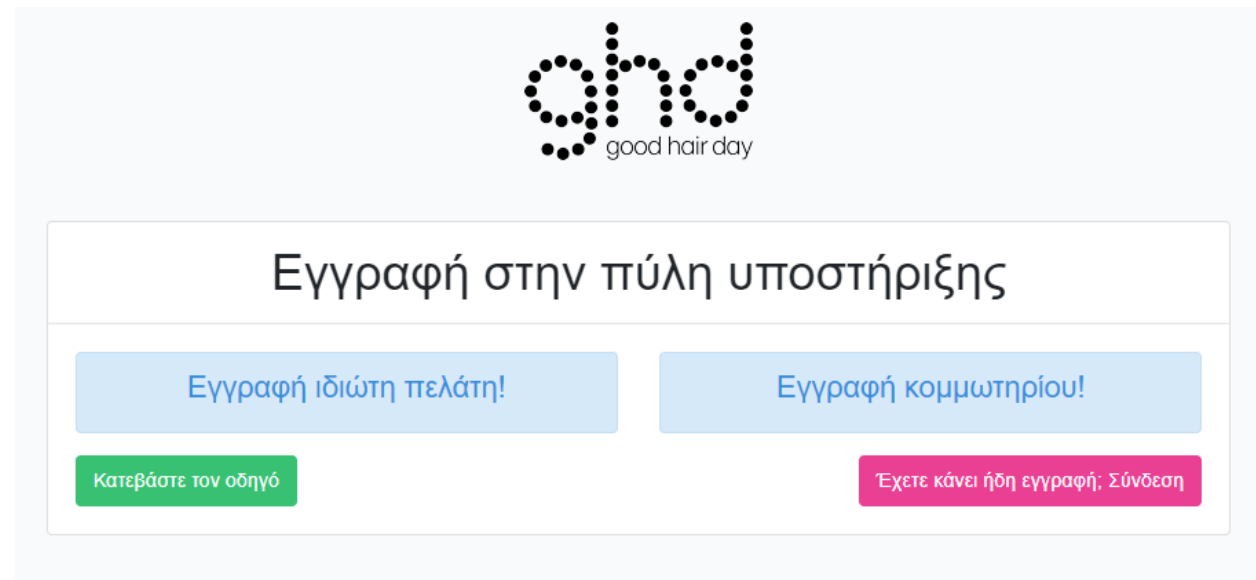 ghd
good hair day
Εγγραφή στην πύλη υποστήριξης
Εγγραφή ιδιώτη πελάτη!
Εγγραφή κομμωτηρίου!
Κατεβάστε τον οδηγό
Έχετε κάνει ήδη εγγραφή; Σύνδεση